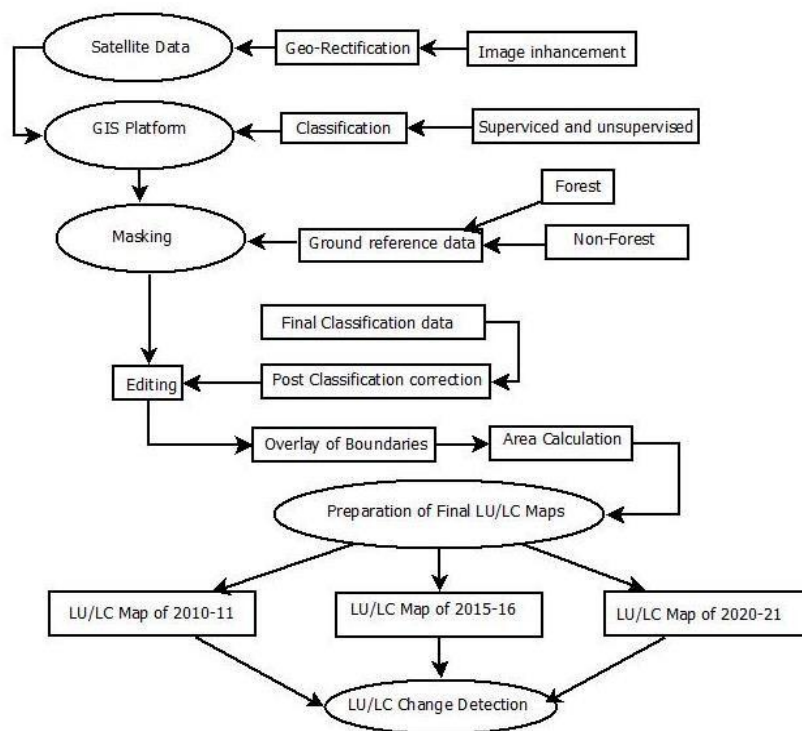 Satellite Data
Geo-Rectification
Image inhancement
GIS Platform
Classification
Superviced and unsupervised
Forest
Masking
Ground reference data
Non-Forest
Final Classification data
Editing
Post Classification correction
Overlay of Boundaries
Area Calculation
Preparation of Final LU/LC Maps
LU/LC Map of 2010-11
LU/LC Map of 2015-16
LU/LC Map of 2020-21
LU/LC Change Detection